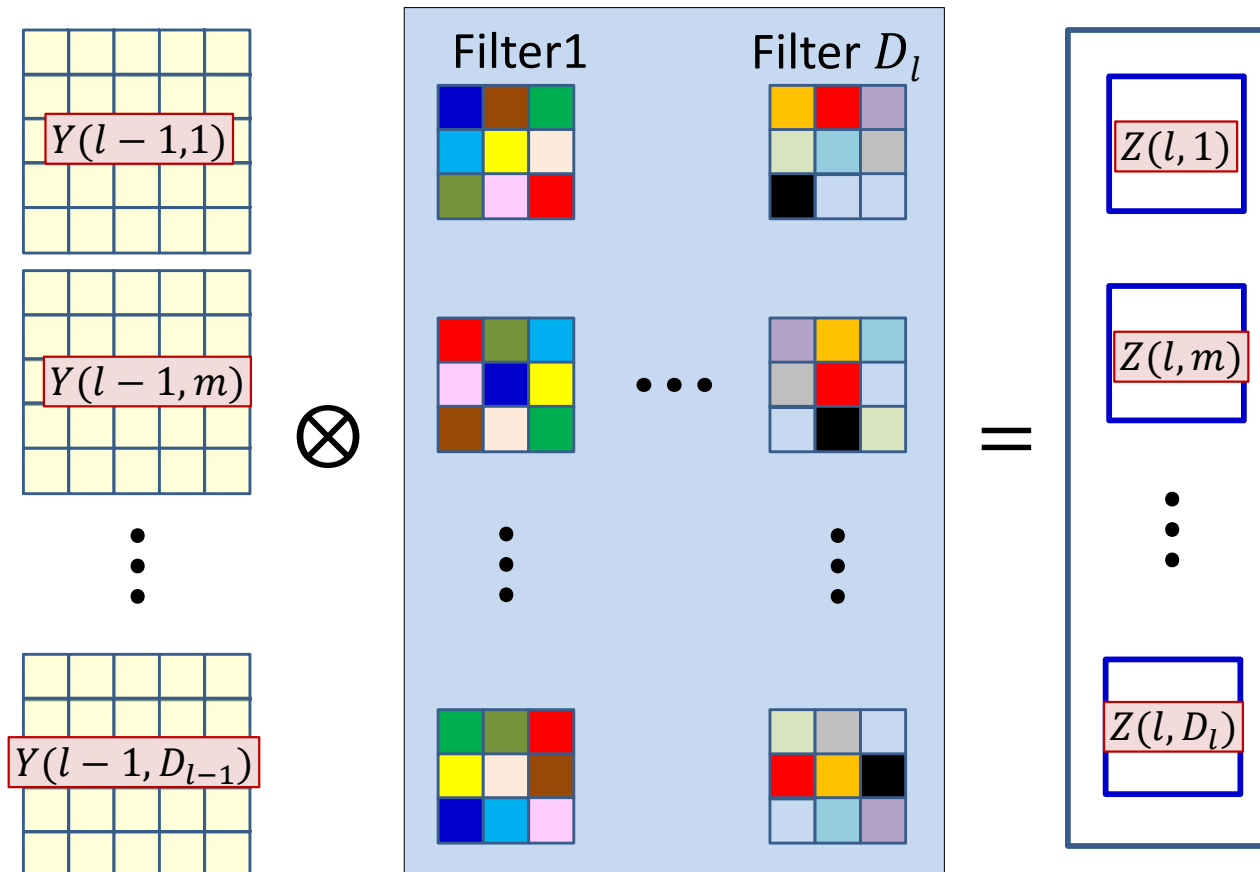 Filter1
Filter D_l
Y(l − 1,1)
Z(l, 1)
Y(l − 1, m)
Z(l, m)
⊗
=
Y(l − 1, D_{l−1})
Z(l, D_l)